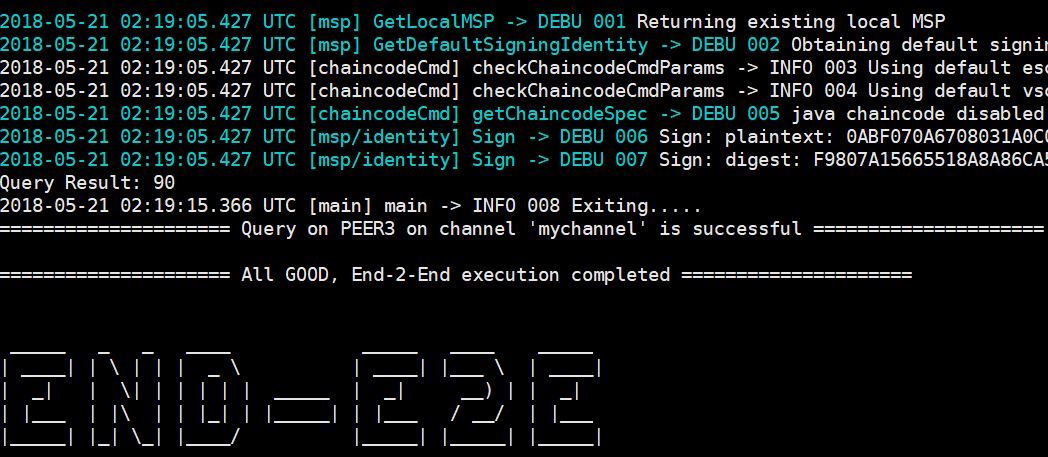 2018-05-21 02:19:05.427 UTC [msp] GetLocalMSP -> DEBU 001 Returning existing local MSP
2018-05-21 02:19:05.427 UTC [msp] GetDefaultSigningIdentity -> DEBU 002 Obtaining default signin
2018-05-21 02:19:05.427 UTC [chaincodeCmd] checkChaincodeCmdParams -> INFO 003 Using default esc
2018-05-21 02:19:05.427 UTC [chaincodeCmd] checkChaincodeCmdParams -> INFO 004 Using default vsc
2018-05-21 02:19:05.427 UTC [chaincodeCmd] getChaincodeSpec -> DEBU 005 java chaincode disabled
2018-05-21 02:19:05.427 UTC [msp/identity] Sign -> DEBU 006 Sign: plaintext: 0ABF070A6708031A0C0
2018-05-21 02:19:05.427 UTC [msp/identity] Sign -> DEBU 007 Sign: digest: F9807A15665518A8A86CA5
Query Result: 90
2018-05-21 02:19:15.366 UTC [main] main -> INFO 008 Exiting.....
===================== Query on PEER3 on channel 'mychannel' is successful =====================
===================== All GOOD, End-2-End execution completed =====================
END-E2E